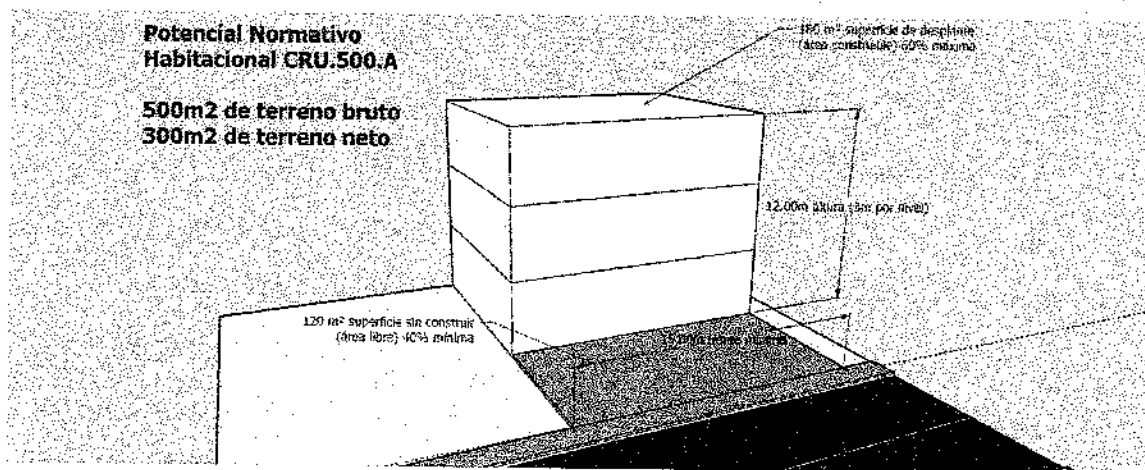 Potencial Normativo
Habitacional CRU.500.A
500m2 de terreno bruto
300m2 de terreno neto
180 m² superficie de desplante
(área construible) 60% máxima
12.00m altura (3m por nivel)
120 m² superficie sin construir
(área libre) 40% mínima